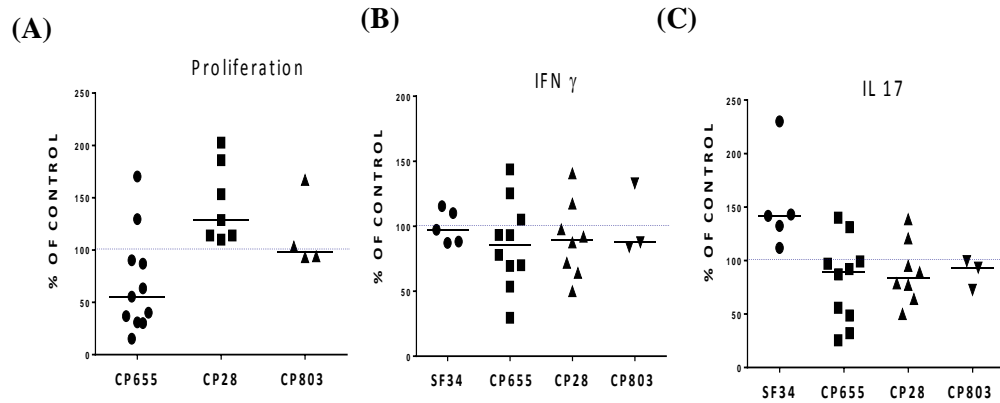 (A)
Proliferation
% OF CONTROL
250
200
150
100
50
0
CP655 CP28 CP803
(B)
IFN γ
% OF CONTROL
200
150
100
50
0
SF34 CP655 CP28 CP803
(C)
IL 17
% OF CONTROL
250
200
150
100
50
0
SF34 CP655 CP28 CP803